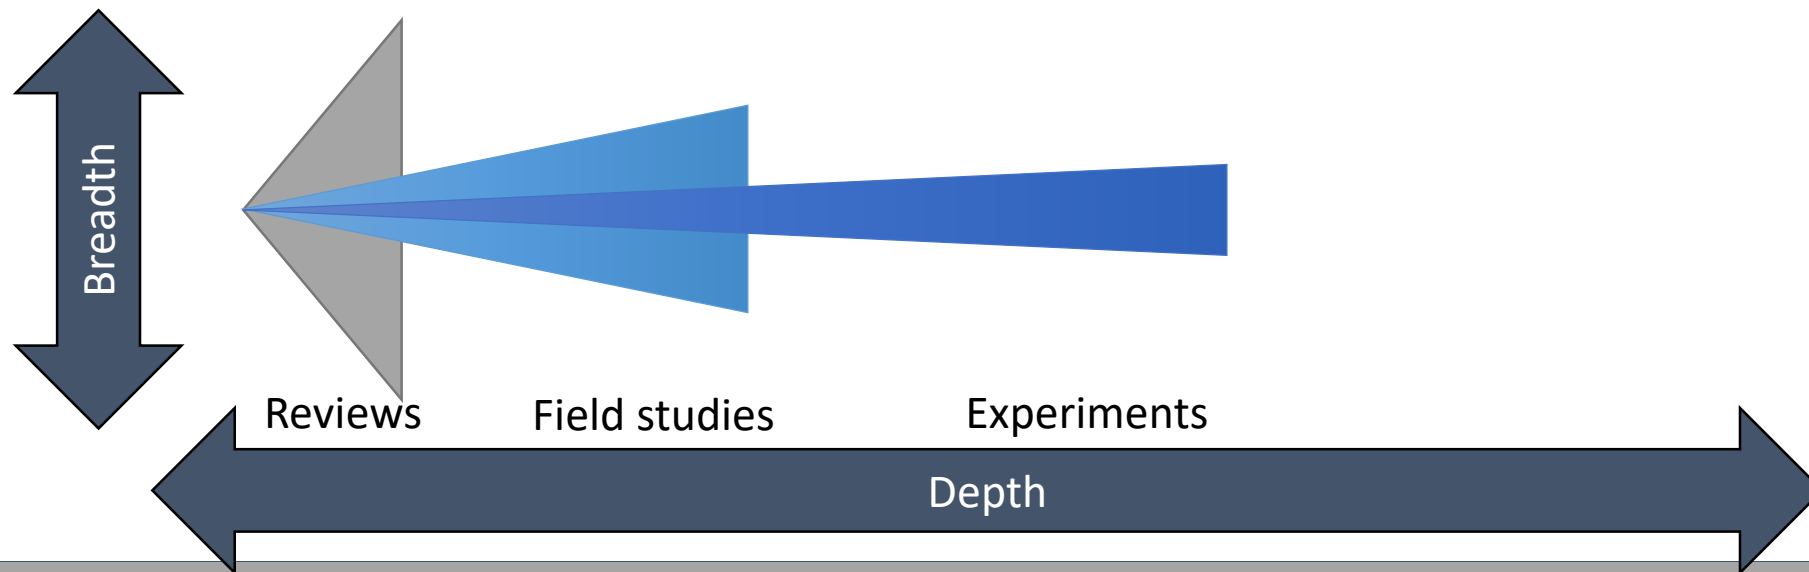 Breadth
Reviews
Field studies
Experiments
Depth